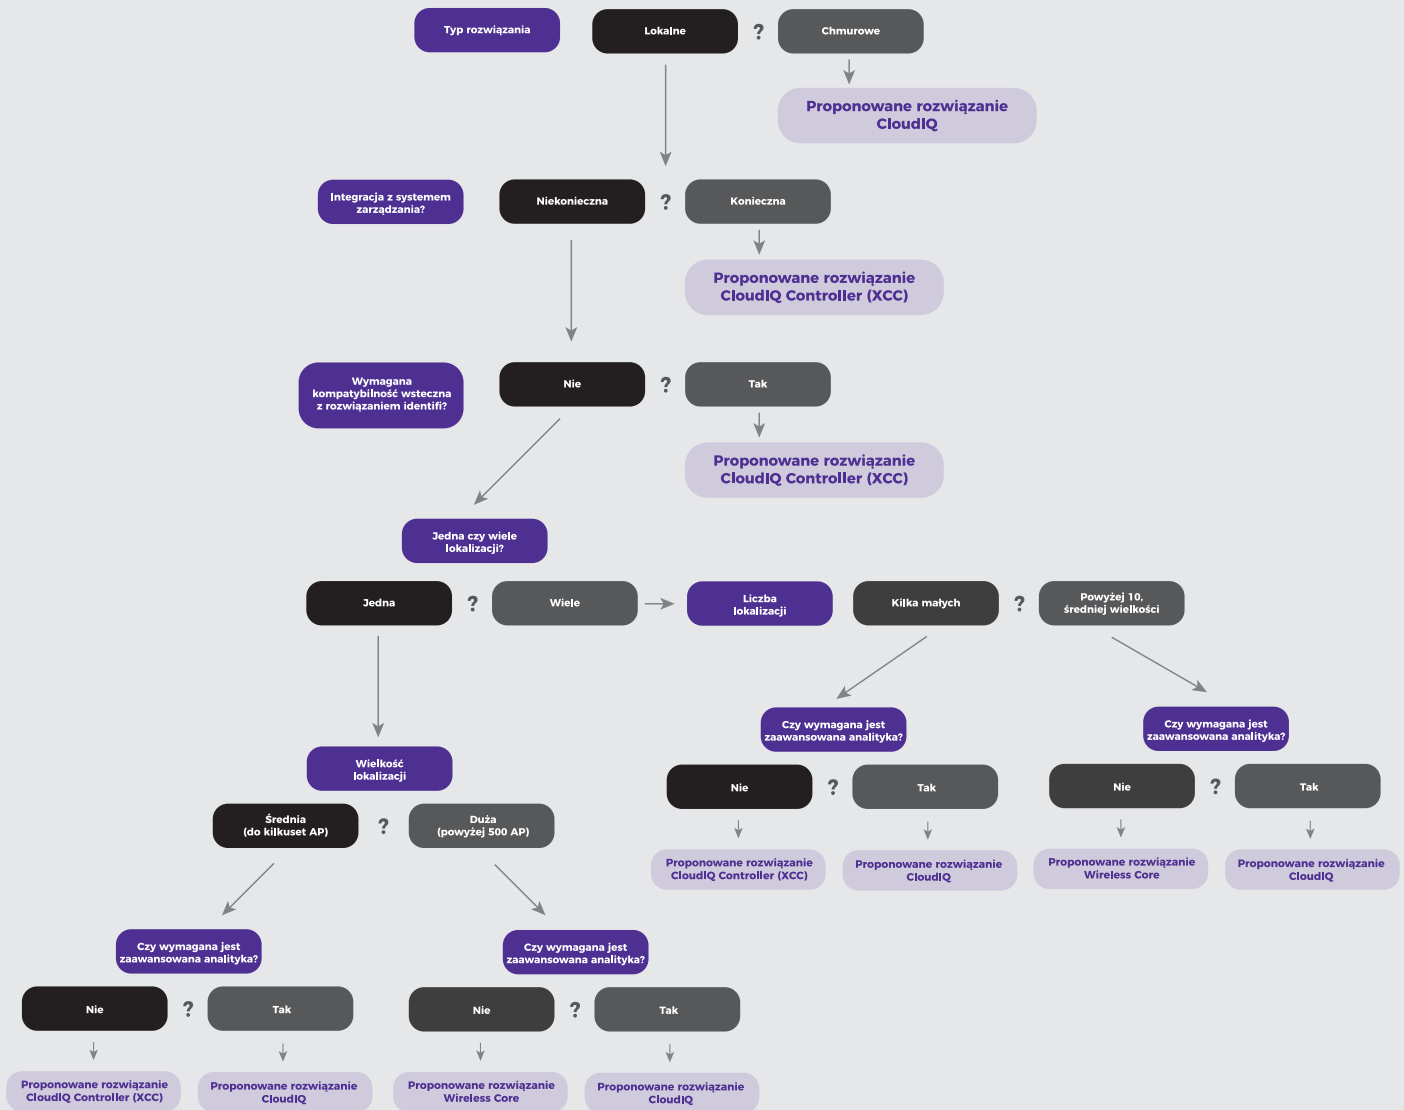 Typ rozwiązania
Lokalne
?
Chmurowe
Proponowane rozwiązanie
CloudIQ
Integracja z systemem
zarządzania?
Niekonieczna
?
Konieczna
Proponowane rozwiązanie
CloudIQ Controller (XCC)
Wymagana
kompatybilność wsteczna
z rozwiązaniem identifi?
Nie
?
Tak
Proponowane rozwiązanie
CloudIQ Controller (XCC)
Jedna czy wiele
lokalizacji?
Jedna
?
Wiele
Liczba
lokalizacji
Kilka małych
?
Powyżej 10,
średniej wielkości
Czy wymagana jest
zaawansowana analityka?
Nie
?
Tak
Proponowane rozwiązanie
CloudIQ Controller (XCC)
Proponowane rozwiązanie
CloudIQ
Czy wymagana jest
zaawansowana analityka?
Nie
?
Tak
Proponowane rozwiązanie
Wireless Core
Proponowane rozwiązanie
CloudIQ
Wielkość
lokalizacji
Średnia
(do kilkuset AP)
?
Duża
(powyżej 500 AP)
Czy wymagana jest
zaawansowana analityka?
Nie
?
Tak
Proponowane rozwiązanie
CloudIQ Controller (XCC)
Proponowane rozwiązanie
CloudIQ
Czy wymagana jest
zaawansowana analityka?
Nie
?
Tak
Proponowane rozwiązanie
Wireless Core
Proponowane rozwiązanie
CloudIQ